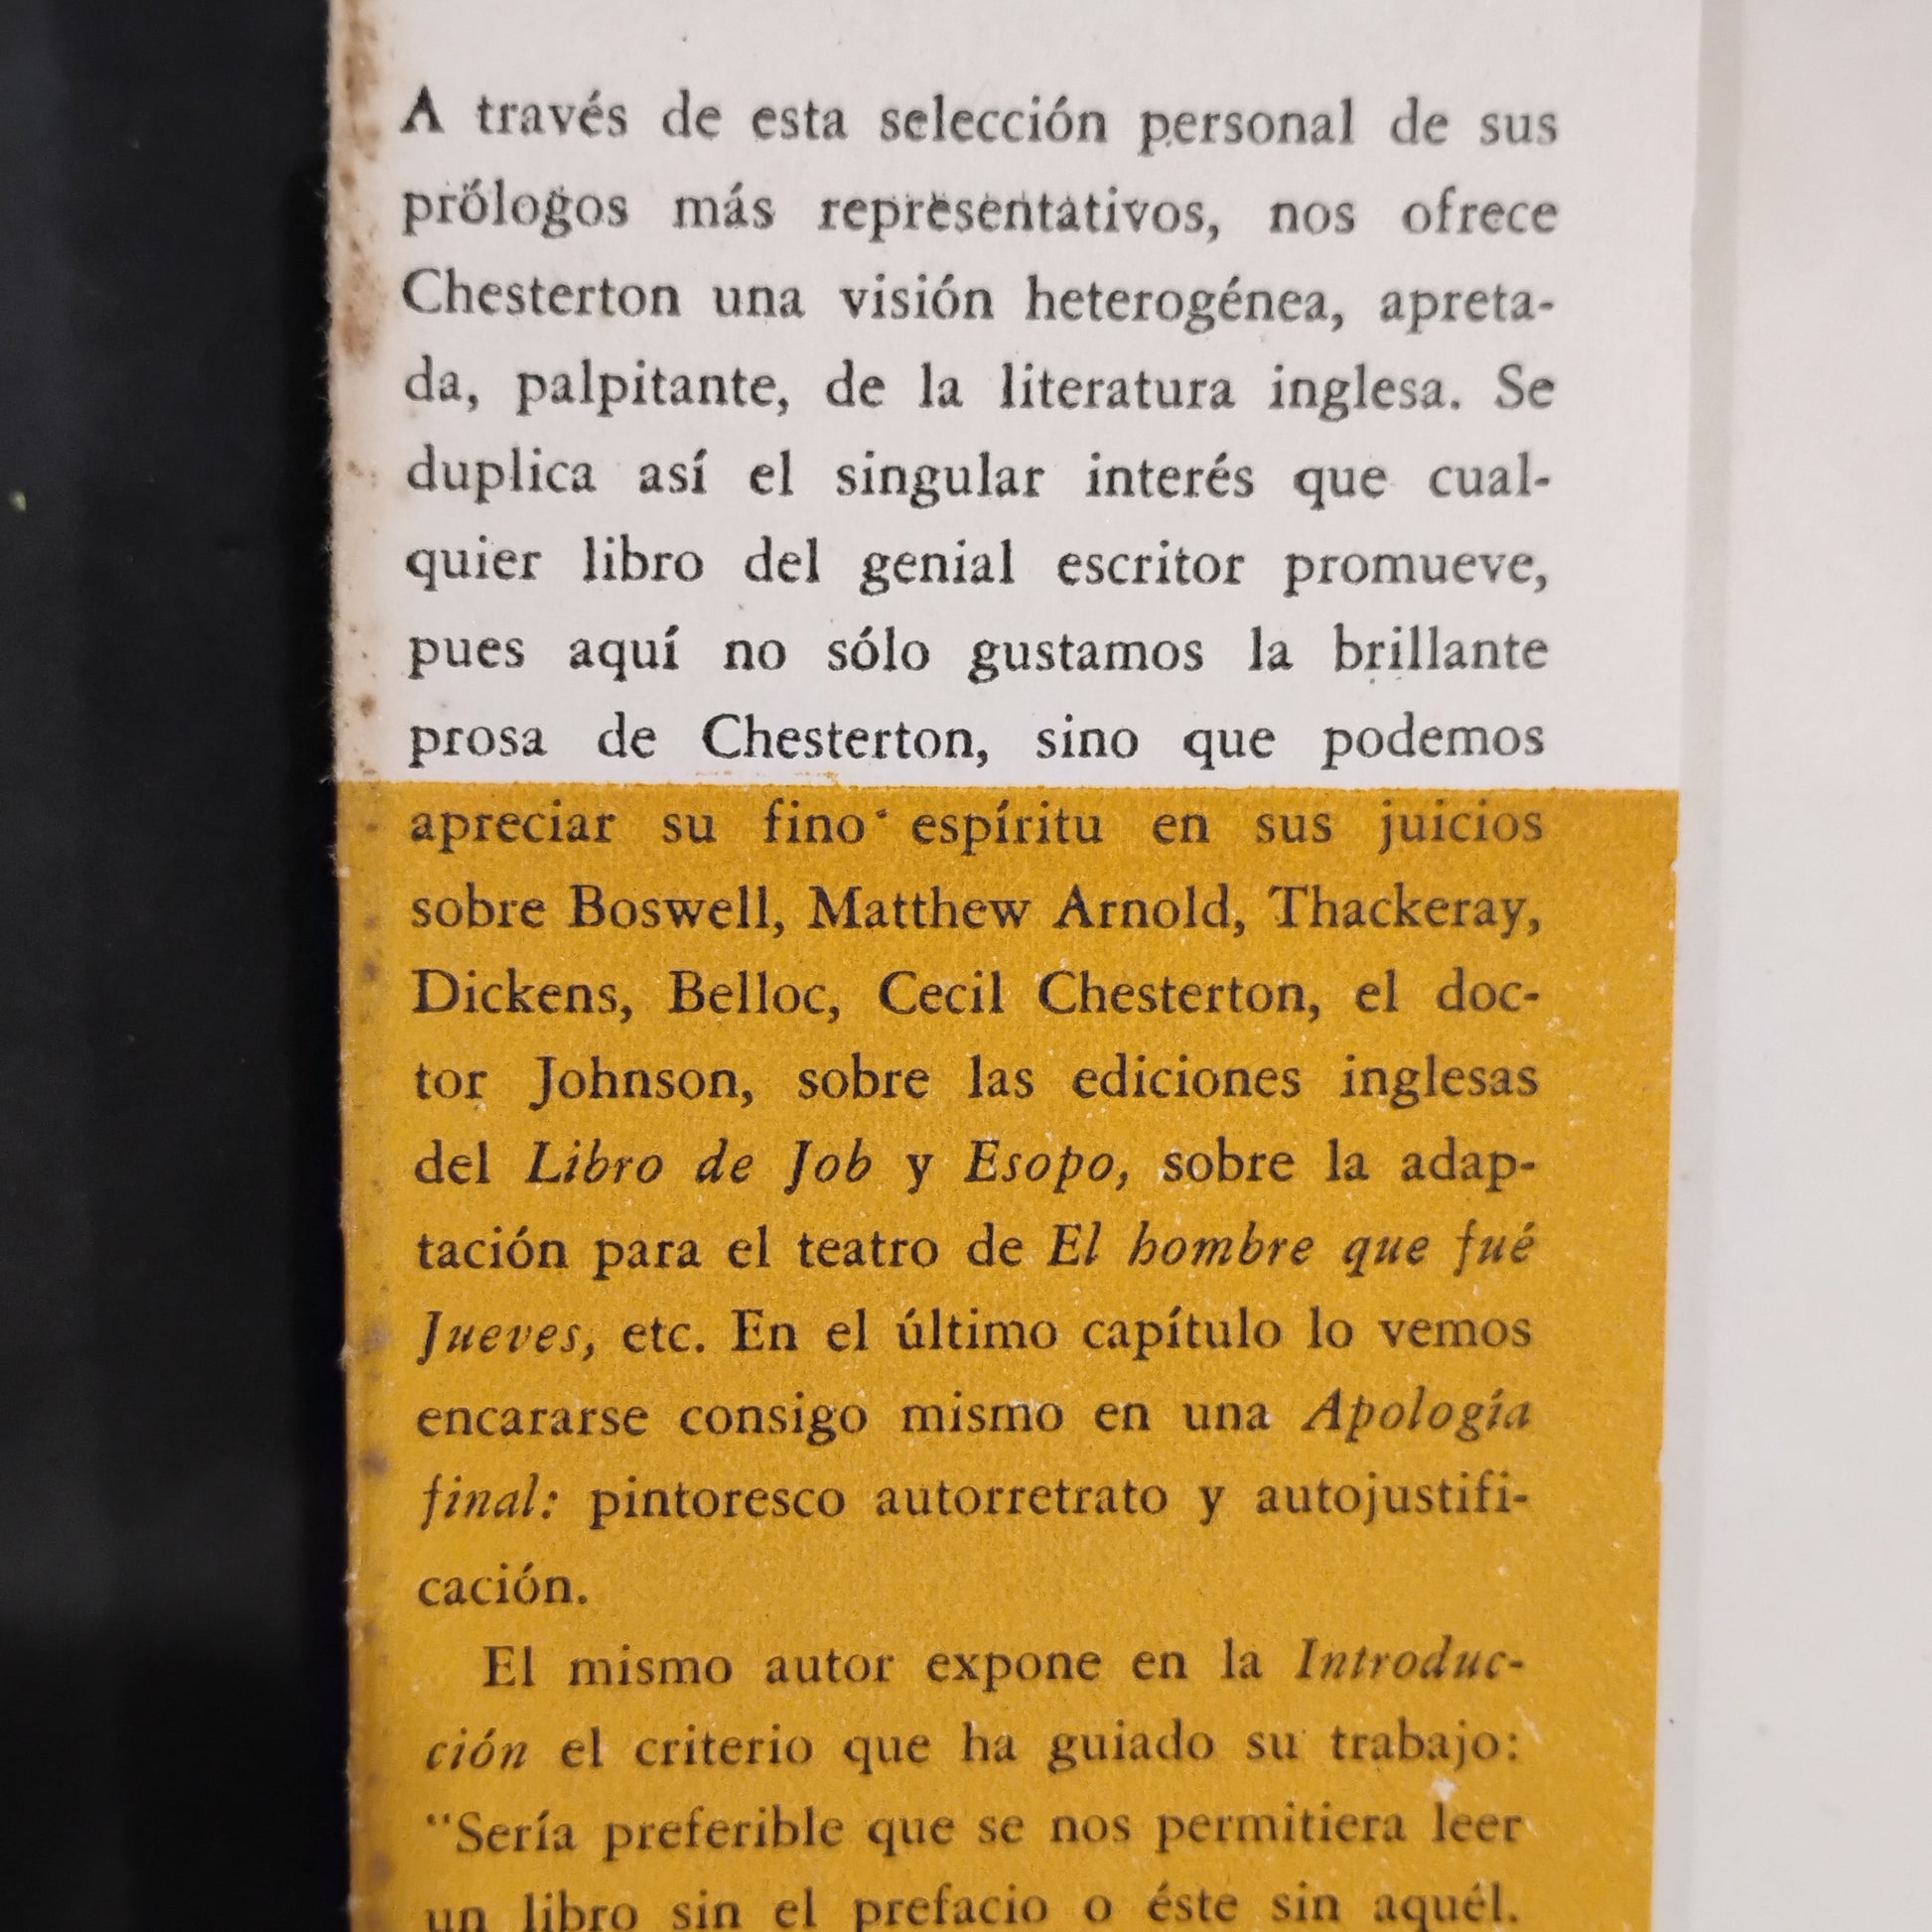 A través de esta selección personal de sus
prólogos más representativos, nos ofrece
Chesterton una visión heterogénea, apreta-
da, palpitante, de la literatura inglesa. Se
duplica así el singular interés que cual-
quier libro del genial escritor promueve,
pues aquí no sólo gustamos la brillante
prosa de Chesterton, sino que podemos
apreciar su fino espíritu en sus juicios
sobre Boswell, Matthew Arnold, Thackeray,
Dickens, Belloc, Cecil Chesterton, el doc-
tor Johnson, sobre las ediciones inglesas
del Libro de Job y Esopo, sobre la adap-
tación para el teatro de El hombre que fué
Jueves, etc. En el último capítulo lo vemos
encararse consigo mismo en una Apología
final: pintoresco autorretrato y autojustifi-
cación.
El mismo autor expone en la Introduc-
ción el criterio que ha guiado su trabajo:
"Sería preferible que se nos permitiera leer
un libro sin el prefacio o éste sin aquél.